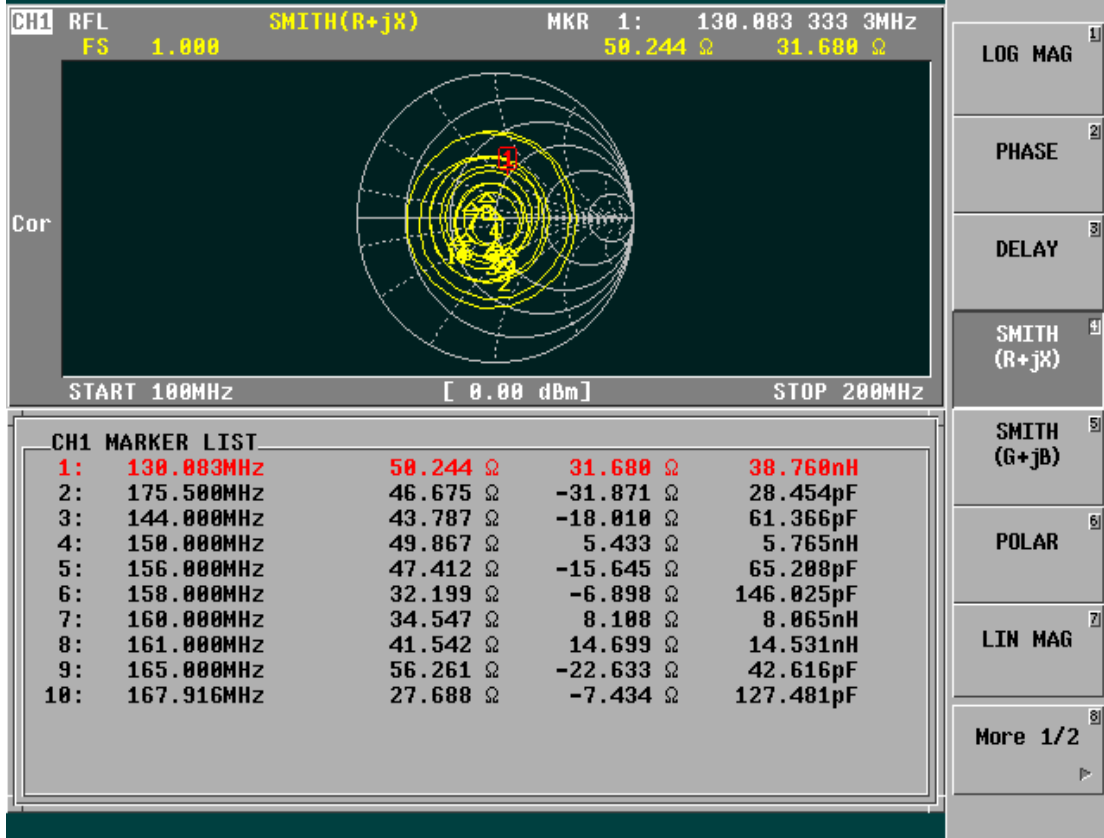 CH1 RFL SMITH(R+jX) MKR 1: 130.083 333 3MHz
FS 1.000 50.244 Ω 31.680 Ω
Cor
1
START 100MHz [ 0.00 dBm] STOP 200MHz
CH1 MARKER LIST
1: 130.083MHz 50.244 Ω 31.680 Ω 38.760nH
2: 175.500MHz 46.675 Ω -31.871 Ω 28.454pF
3: 144.000MHz 43.787 Ω -18.010 Ω 61.366pF
4: 150.000MHz 49.867 Ω 5.433 Ω 5.765nH
5: 156.000MHz 47.412 Ω -15.645 Ω 65.208pF
6: 158.000MHz 32.199 Ω -6.898 Ω 146.025pF
7: 160.000MHz 34.547 Ω 8.108 Ω 8.065nH
8: 161.000MHz 41.542 Ω 14.699 Ω 14.531nH
9: 165.000MHz 56.261 Ω -22.633 Ω 42.616pF
10: 167.916MHz 27.688 Ω -7.434 Ω 127.481pF
LOG MAG 1
PHASE 2
DELAY 3
SMITH 4
(R+jX)
SMITH 5
(G+jB)
POLAR 6
LIN MAG 7
More 1/2 8